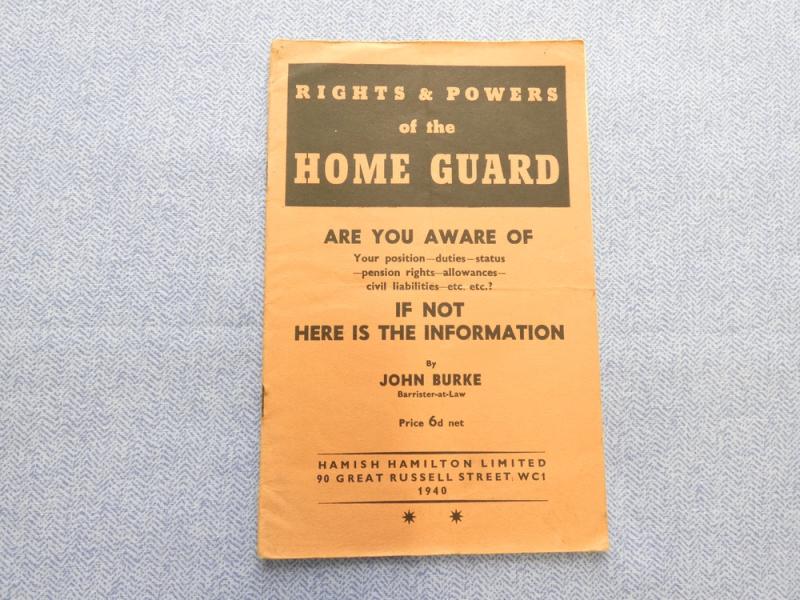 RIGHTS & POWERS
of the
HOME GUARD
ARE YOU AWARE OF
Your position—duties—status
—pension rights—allowances—
civil liabilities—etc. etc.?
IF NOT
HERE IS THE INFORMATION
By
JOHN BURKE
Barrister-at-Law
Price 6d net
HAMISH HAMILTON LIMITED
90 GREAT RUSSELL STREET, WC1
1940